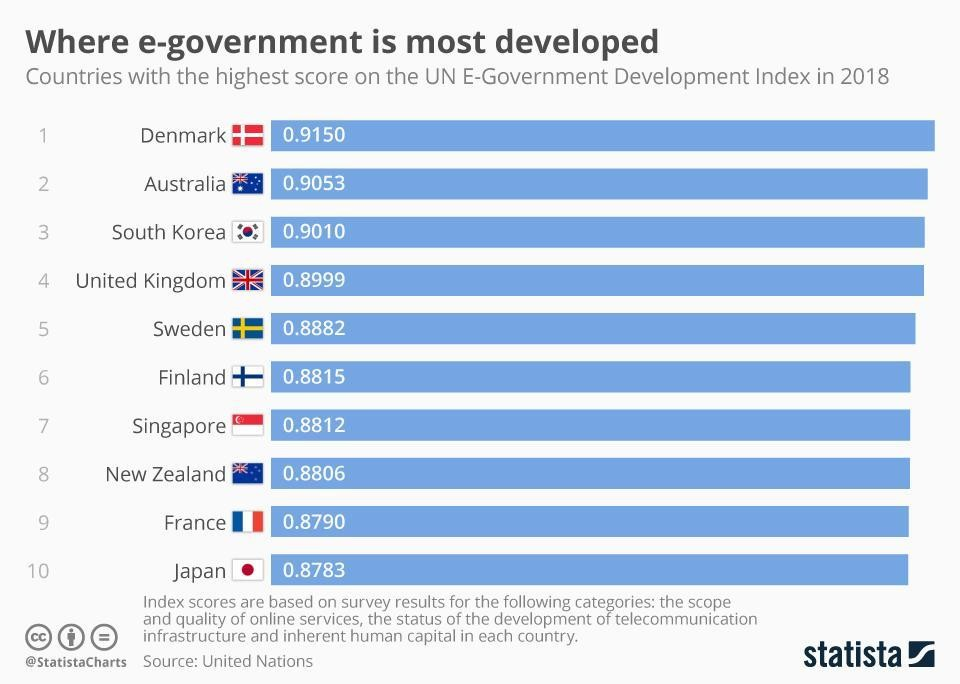 Where e-government is most developed
Countries with the highest score on the UN E-Government Development Index in 2018
1 Denmark 0.9150
2 Australia 0.9053
3 South Korea 0.9010
4 United Kingdom 0.8999
5 Sweden 0.8882
6 Finland 0.8815
7 Singapore 0.8812
8 New Zealand 0.8806
9 France 0.8790
10 Japan 0.8783
Index scores are based on survey results for the following categories: the scope
and quality of online services, the status of the development of telecommunication
infrastructure and inherent human capital in each country.
cc
@StatistaCharts Source: United Nations
statista